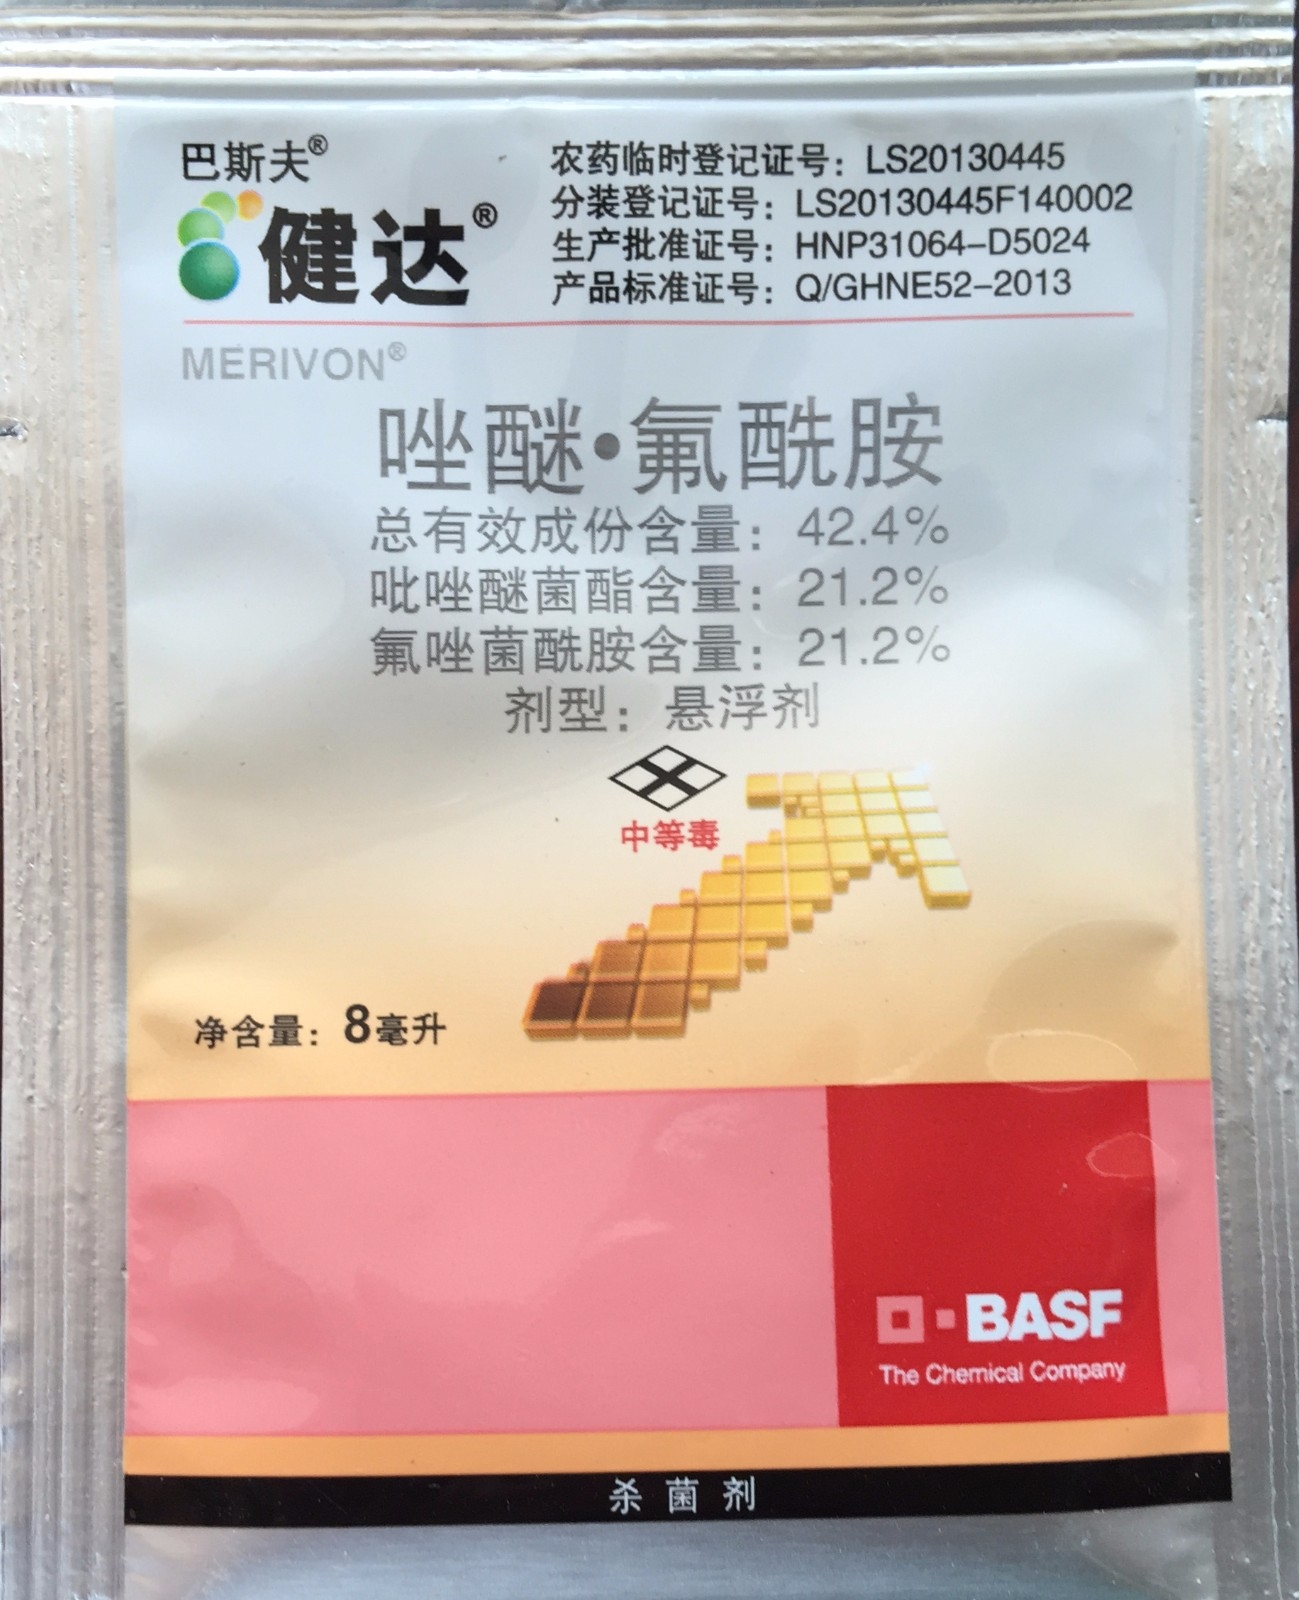 巴斯夫®
健达®
农药临时登记证号：LS20130445
分装登记证号：LS20130445F140002
生产批准证号：HNP31064-D5024
产品标准证号：Q/GHNE52-2013
MERIVON®
唑醚·氟酰胺
总有效成份含量：42.4%
吡唑醚菌酯含量：21.2%
氟唑菌酰胺含量：21.2%
剂型：悬浮剂
中等毒
净含量：8毫升
BASF
The Chemical Company
杀菌剂